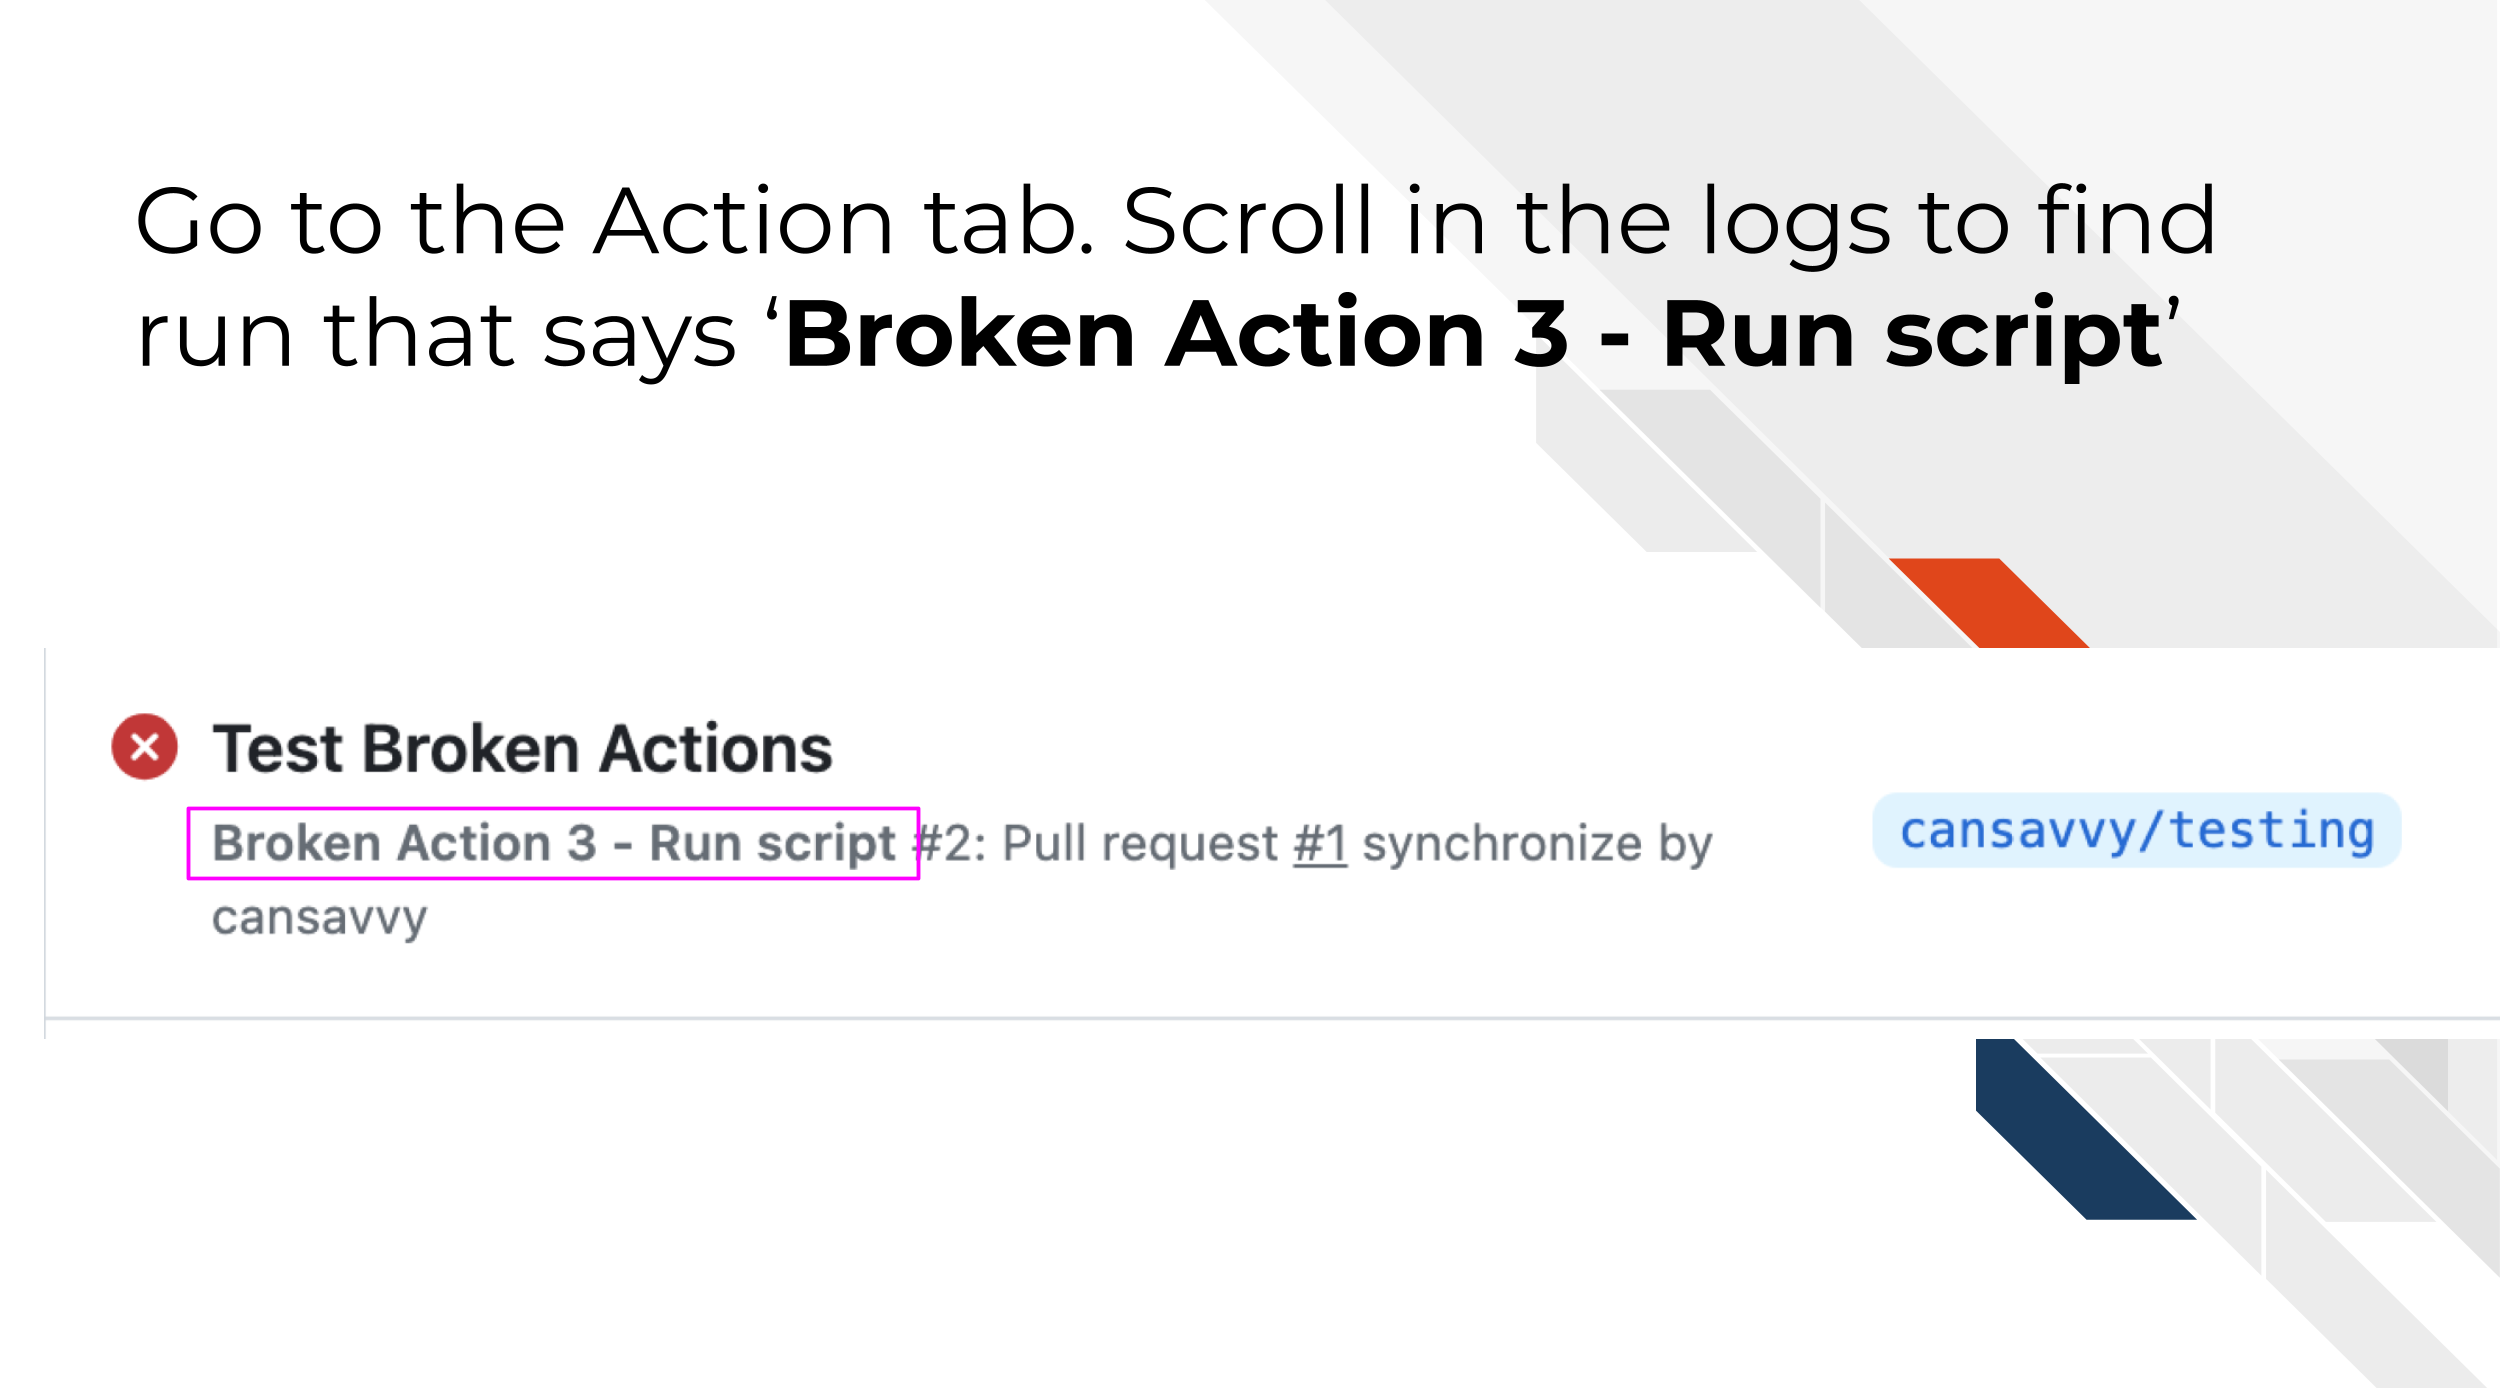 Go to the Action tab. Scroll in the logs to find
run that says ‘Broken Action 3 - Run script’
Test Broken Actions
Broken Action 3 - Run script #2: Pull request #1 synchronize by
cansavvy
cansavvy/testing